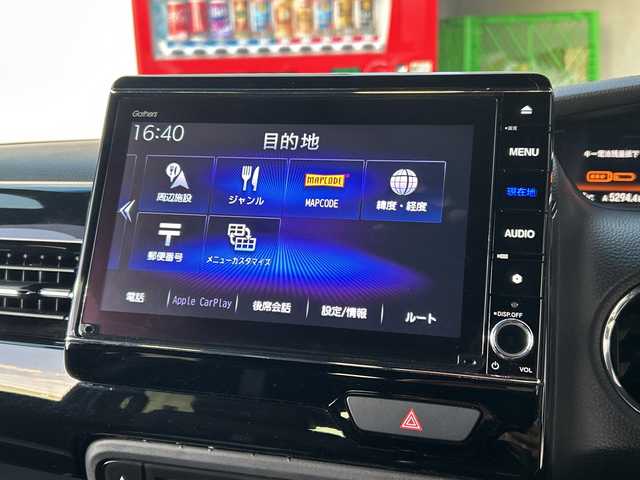 Gathers
16:40
目的地
周辺施設
ジャンル
MAPCODE
MAPCODE
緯度・経度
郵便番号
メニューカスタマイズ
電話
Apple CarPlay
後席会話
設定/情報
ルート
MENU
現在地
AUDIO
DISP.OFF
VOL